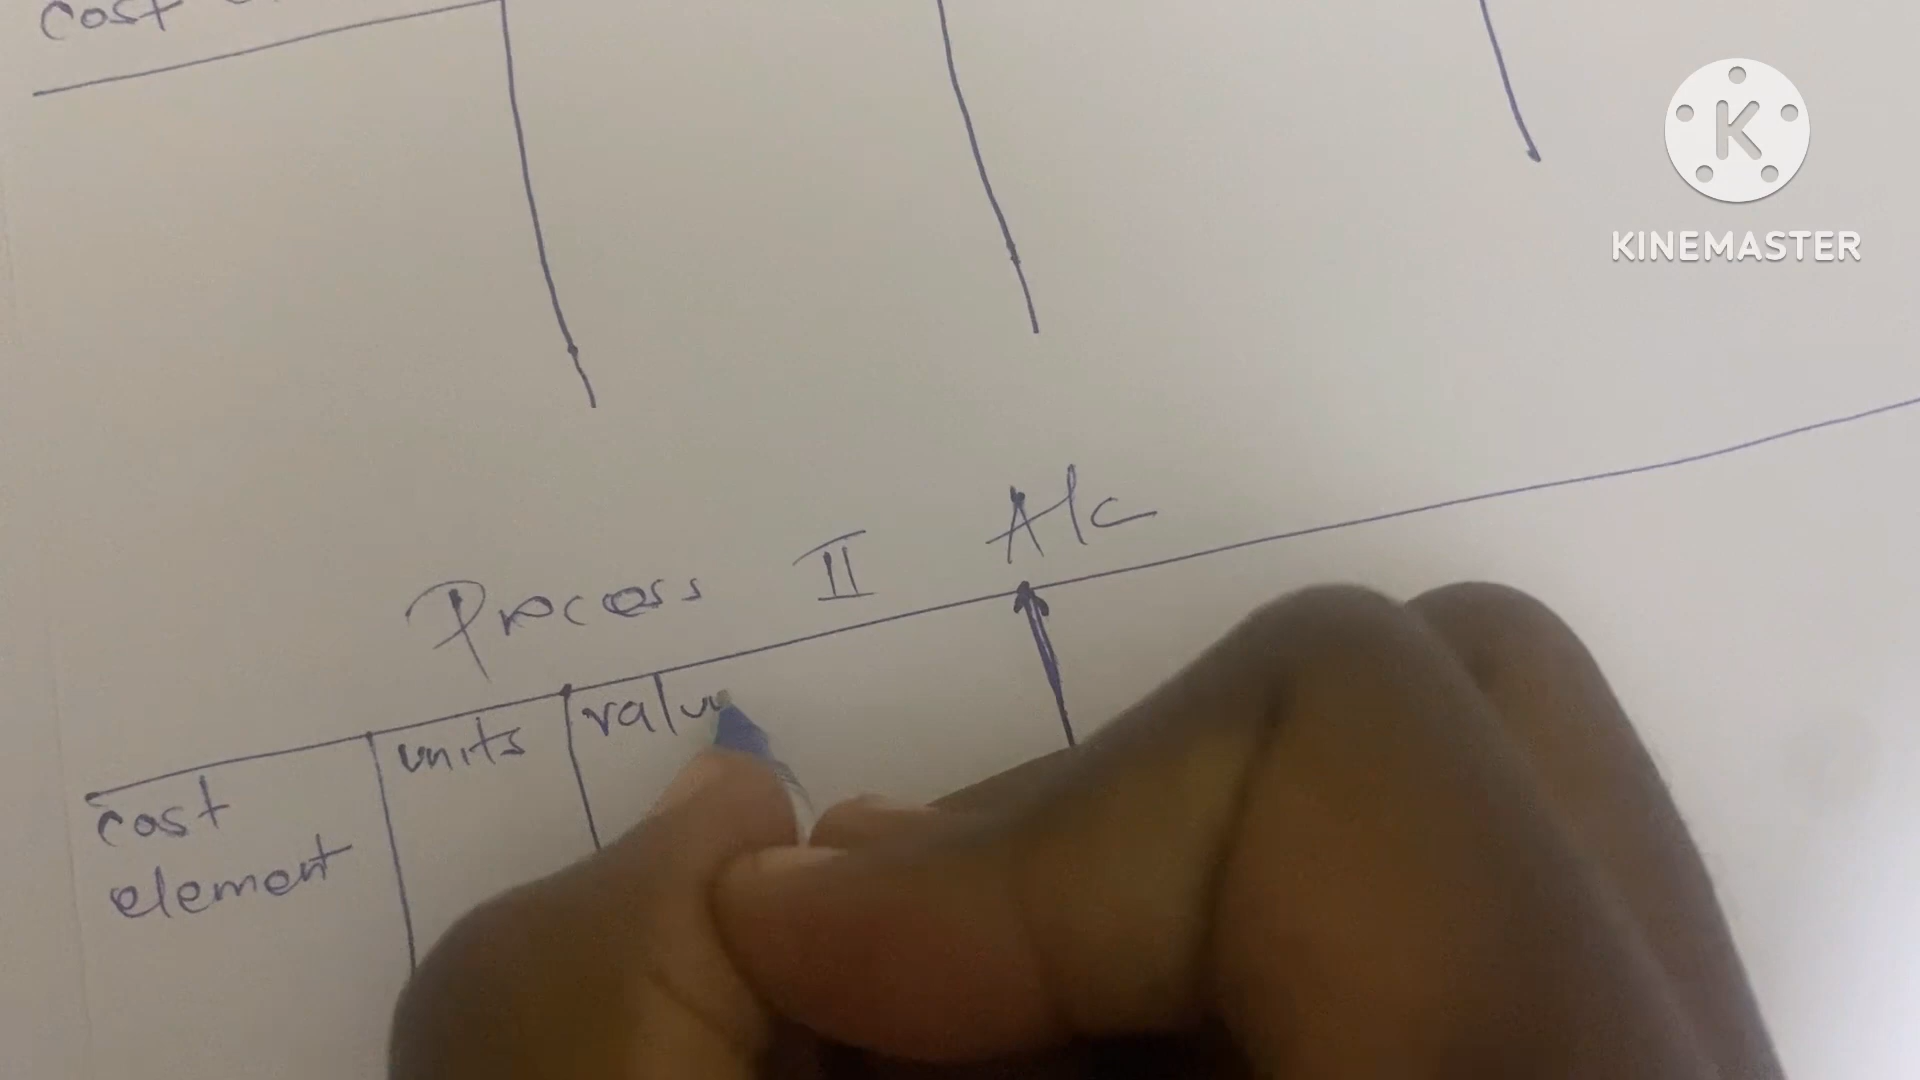 cost
K
KINEMASTER
Process II A/c
cost element
units
valu